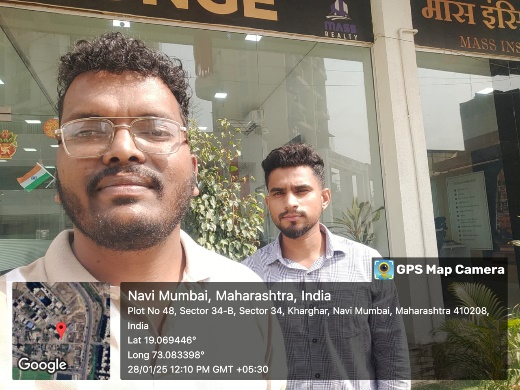 NGE
MASS
REALTY
मास इंस्टि
MASS INS
GPS Map Camera
Navi Mumbai, Maharashtra, India
Plot No 48, Sector 34-B, Sector 34, Kharghar, Navi Mumbai, Maharashtra 410208,
India
Lat 19.069446°
Long 73.083398°
28/01/25 12:10 PM GMT +05:30
Google